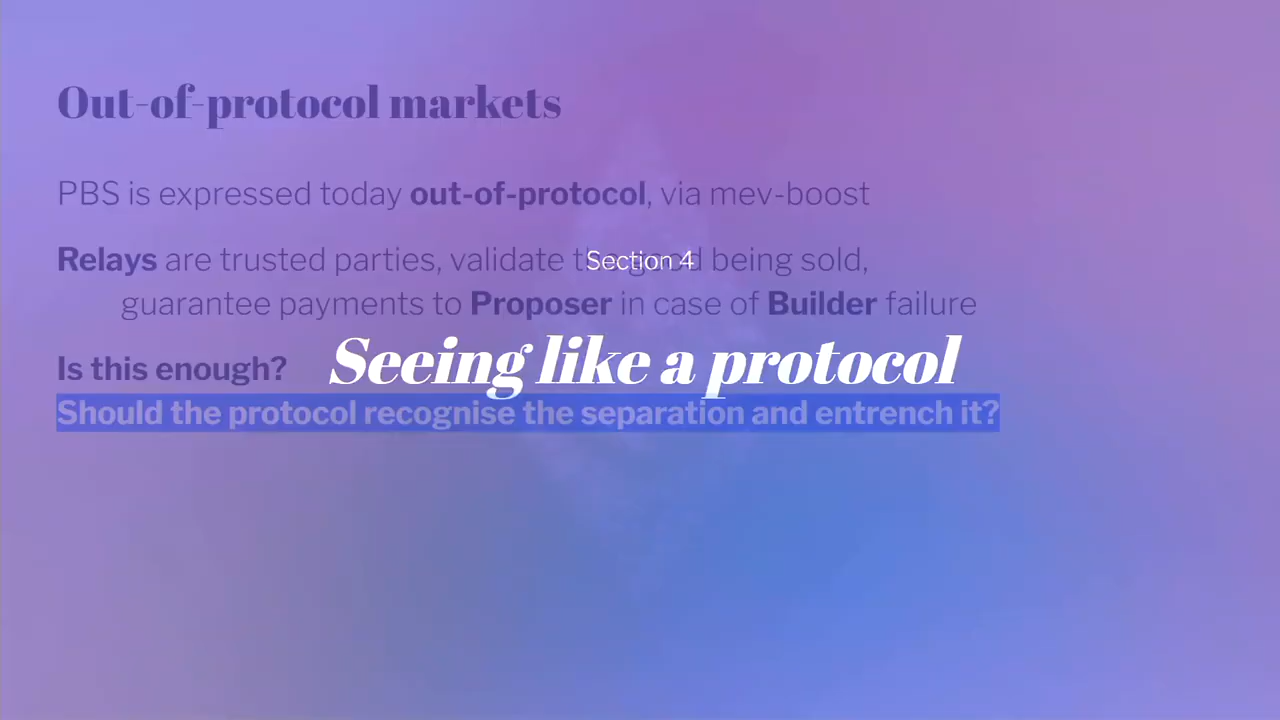 Out-of-protocol markets
PBS is expressed today out-of-protocol, via mev-boost
Relays are trusted parties, validate the good being sold,
guarantee payments to Proposer in case of Builder failure
Is this enough?
Should the protocol recognise the separation and entrench it?
Section 4
Seeing like a protocol